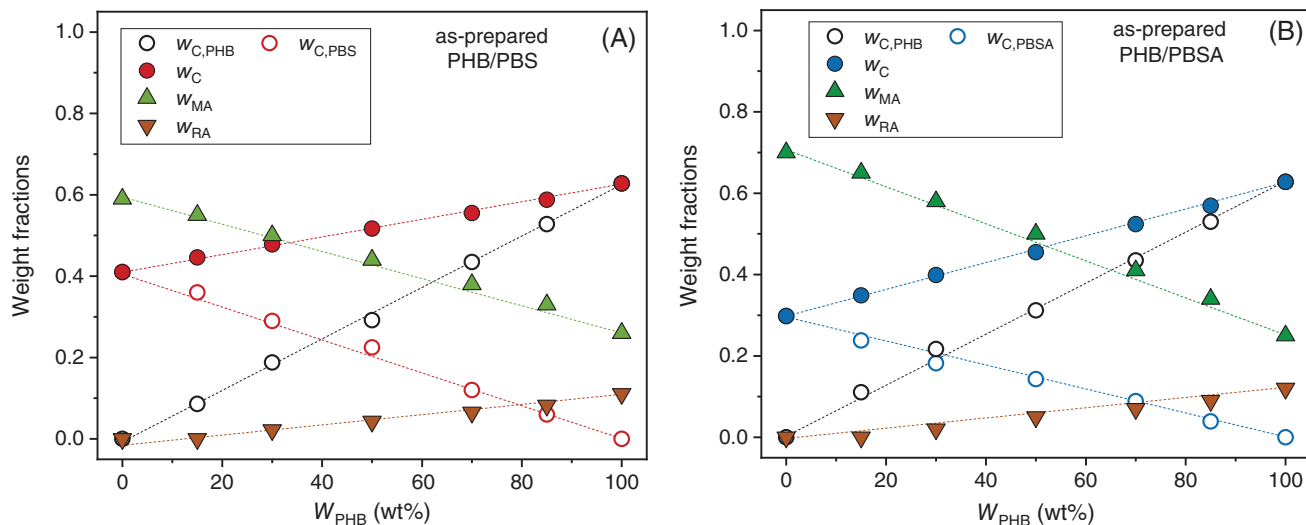 (A)
as-prepared
PHB/PBS
w_C,PHB w_C,PBS
w_C
w_MA
w_RA
Weight fractions
1.0
0.8
0.6
0.4
0.2
0.0
0 20 40 60 80 100
W_PHB (wt%)
(B)
as-prepared
PHB/PBSA
w_C,PHB w_C,PBSA
w_C
w_MA
w_RA
Weight fractions
1.0
0.8
0.6
0.4
0.2
0.0
0 20 40 60 80 100
W_PHB (wt%)